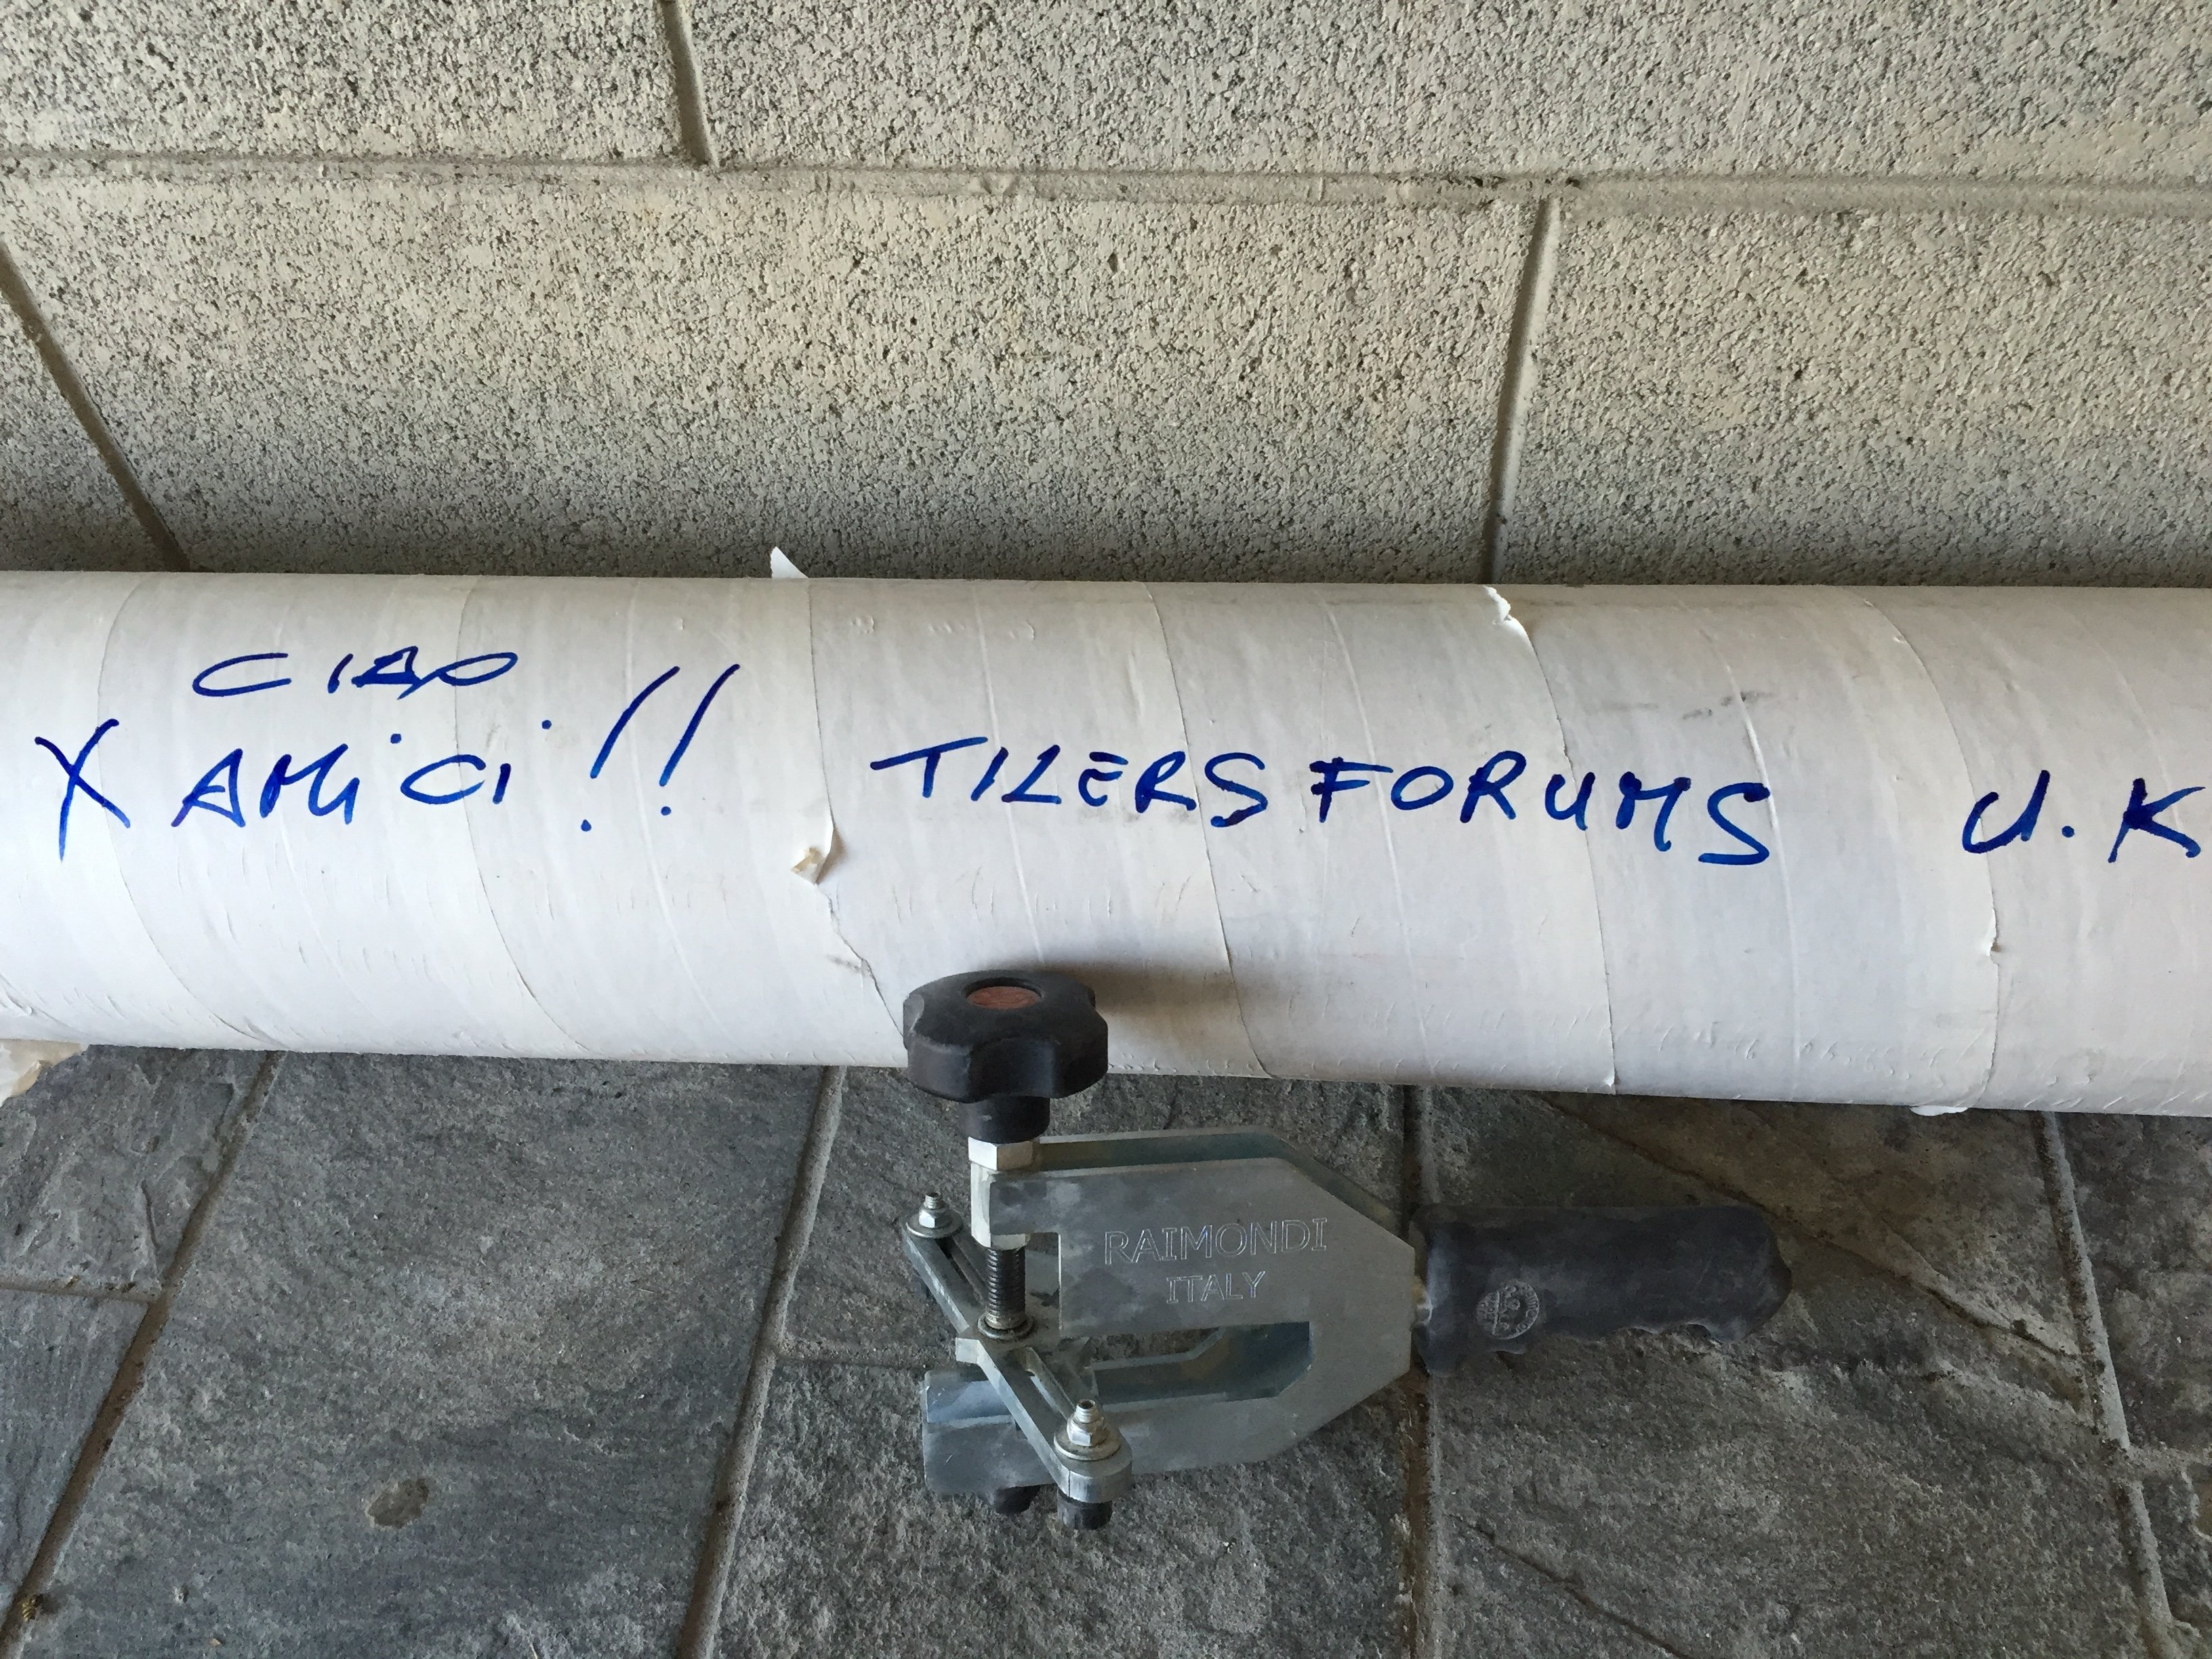 CIAO
X AMiCi!! TILERS FORUMS U.K
RAIMONDI
ITALY